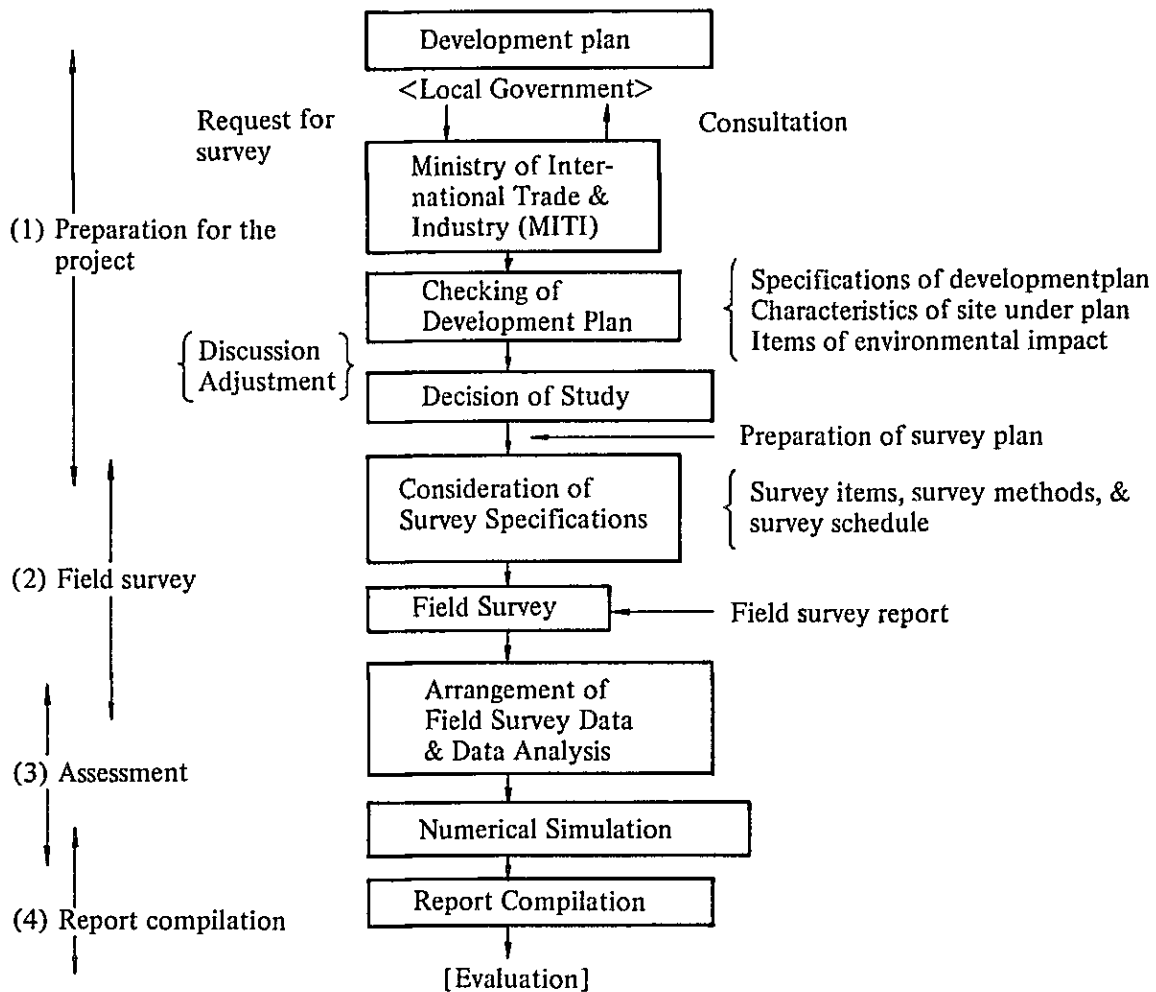 Development plan
<Local Government>
Request for
survey
Consultation
Ministry of Inter-
national Trade &
Industry (MITI)
(1) Preparation for the
project
Checking of
Development Plan
Specifications of developmentplan
Characteristics of site under plan
Items of environmental impact
Discussion
Adjustment
Decision of Study
Preparation of survey plan
Consideration of
Survey Specifications
Survey items, survey methods, &
survey schedule
(2) Field survey
Field Survey
Field survey report
Arrangement of
Field Survey Data
& Data Analysis
(3) Assessment
Numerical Simulation
Report Compilation
(4) Report compilation
[Evaluation]